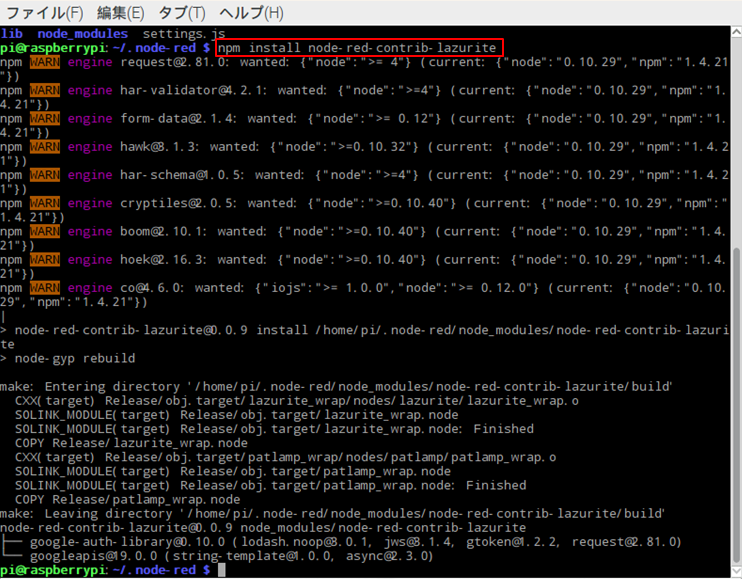 ファイル(F) 編集(E) タブ(T) ヘルプ(H)
lib node_modules settings.js
pi@raspberrypi:~/.node-red $ npm install node-red-contrib-lazurite
npm WARN engine request@2.81.0: wanted: {"node":">= 4"} (current: {"node":"0.10.29","npm":"1.4.21
"})
npm WARN engine har-validator@4.2.1: wanted: {"node":">=4"} (current: {"node":"0.10.29","npm":"1.
4.21"})
npm WARN engine form-data@2.1.4: wanted: {"node":">= 0.12"} (current: {"node":"0.10.29","npm":"1.
4.21"})
npm WARN engine hawk@3.1.3: wanted: {"node":">=0.10.32"} (current: {"node":"0.10.29","npm":"1.4.2
1"})
npm WARN engine har-schema@1.0.5: wanted: {"node":">=4"} (current: {"node":"0.10.29","npm":"1.4.2
1"})
npm WARN engine cryptiles@2.0.5: wanted: {"node":">=0.10.40"} (current: {"node":"0.10.29","npm":"
1.4.21"})
npm WARN engine boom@2.10.1: wanted: {"node":">=0.10.40"} (current: {"node":"0.10.29","npm":"1.4.
21"})
npm WARN engine hoek@2.16.3: wanted: {"node":">=0.10.40"} (current: {"node":"0.10.29","npm":"1.4.
21"})
npm WARN engine co@4.6.0: wanted: {"iojs":">= 1.0.0","node":">= 0.12.0"} (current: {"node":"0.10.
29","npm":"1.4.21"})
|
> node-red-contrib-lazurite@0.0.9 install /home/pi/.node-red/node_modules/node-red-contrib-lazuri
te
> node-gyp rebuild
make: Entering directory '/home/pi/.node-red/node_modules/node-red-contrib-lazurite/build'
CXX(target) Release/obj.target/lazurite_wrap/nodes/lazurite/lazurite_wrap.o
SOLINK_MODULE(target) Release/obj.target/lazurite_wrap.node
SOLINK_MODULE(target) Release/obj.target/lazurite_wrap.node: Finished
COPY Release/lazurite_wrap.node
CXX(target) Release/obj.target/patlamp_wrap/nodes/patlamp/patlamp_wrap.o
SOLINK_MODULE(target) Release/obj.target/patlamp_wrap.node
SOLINK_MODULE(target) Release/obj.target/patlamp_wrap.node: Finished
COPY Release/patlamp_wrap.node
make: Leaving directory '/home/pi/.node-red/node_modules/node-red-contrib-lazurite/build'
node-red-contrib-lazurite@0.0.9 node_modules/node-red-contrib-lazurite
├── google-auth-library@0.10.0 (lodash.noop@3.0.1, jws@3.1.4, gtoken@1.2.2, request@2.81.0)
└── googleapis@19.0.0 (string-template@1.0.0, async@2.3.0)
pi@raspberrypi:~/.node-red $